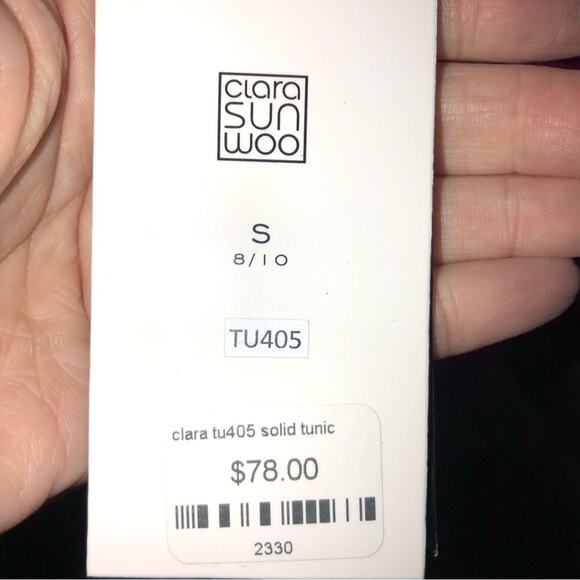 clara
SUN
WOO
S
8/10
TU405
clara tu405 solid tunic
$78.00
2330